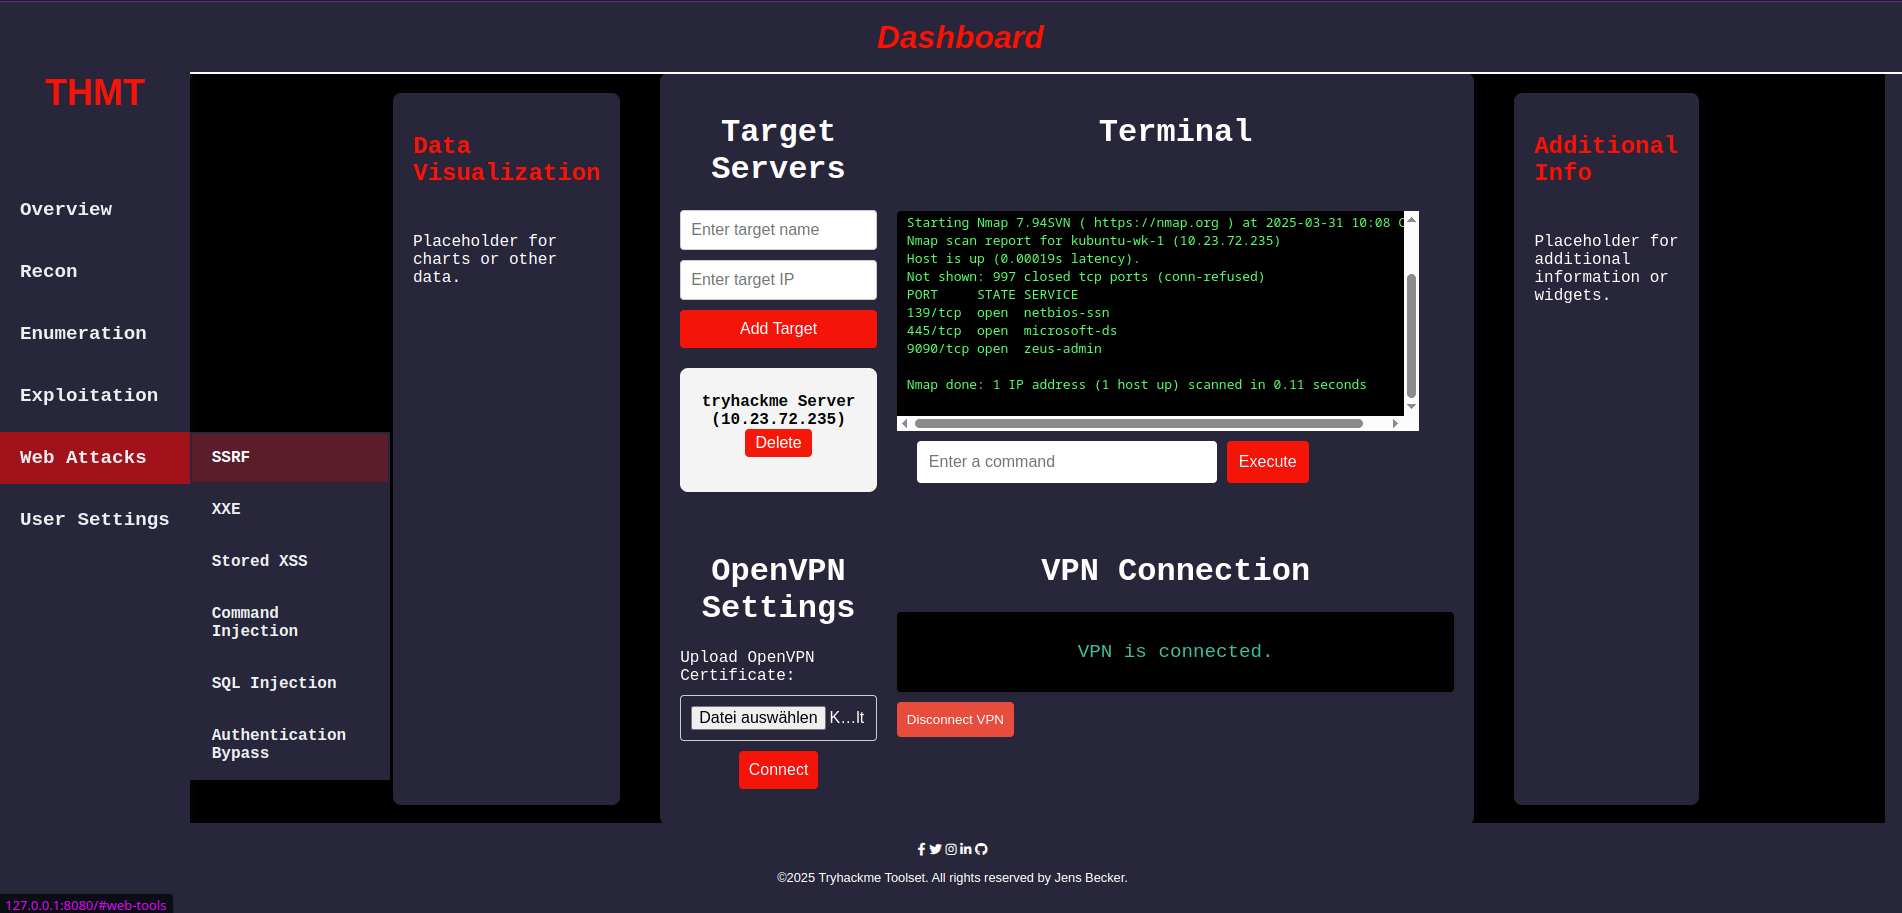 Dashboard
THMT
Overview
Recon
Enumeration
Exploitation
Web Attacks
User Settings
SSRF
XXE
Stored XSS
Command
Injection
SQL Injection
Authentication
Bypass
Data
Visualization
Placeholder for
charts or other
data.
Target
Servers
Enter target name
Enter target IP
Add Target
tryhackme Server
(10.23.72.235)
Delete
Terminal
Starting Nmap 7.94SVN ( https://nmap.org ) at 2025-03-31 10:08
Nmap scan report for kubuntu-wk-1 (10.23.72.235)
Host is up (0.00019s latency).
Not shown: 997 closed tcp ports (conn-refused)
PORT     STATE SERVICE
139/tcp  open  netbios-ssn
445/tcp  open  microsoft-ds
9090/tcp open  zeus-admin
Nmap done: 1 IP address (1 host up) scanned in 0.11 seconds
Enter a command
Execute
OpenVPN
Settings
Upload OpenVPN
Certificate:
Datei auswählen K…lt
Connect
VPN Connection
VPN is connected.
Disconnect VPN
Additional
Info
Placeholder for
additional
information or
widgets.
©2025 Tryhackme Toolset. All rights reserved by Jens Becker.
127.0.0.1:8080/#web-tools